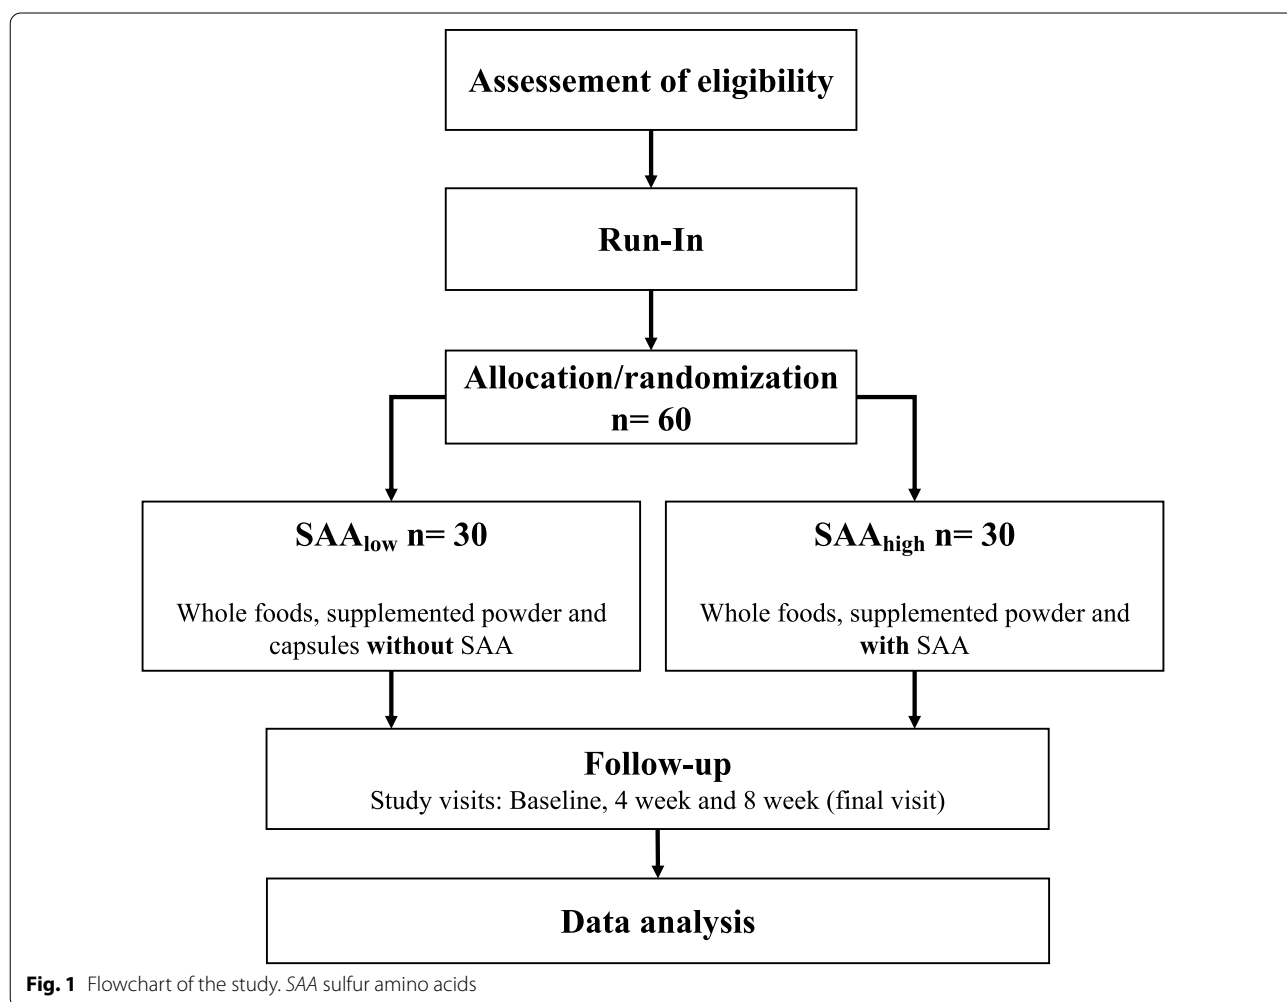 Assessement of eligibility
Run-In
Allocation/randomization
n= 60
SAAlow n= 30
Whole foods, supplemented powder and
capsules without SAA
SAAhigh n= 30
Whole foods, supplemented powder and
with SAA
Follow-up
Study visits: Baseline, 4 week and 8 week (final visit)
Data analysis
Fig. 1 Flowchart of the study. SAA sulfur amino acids